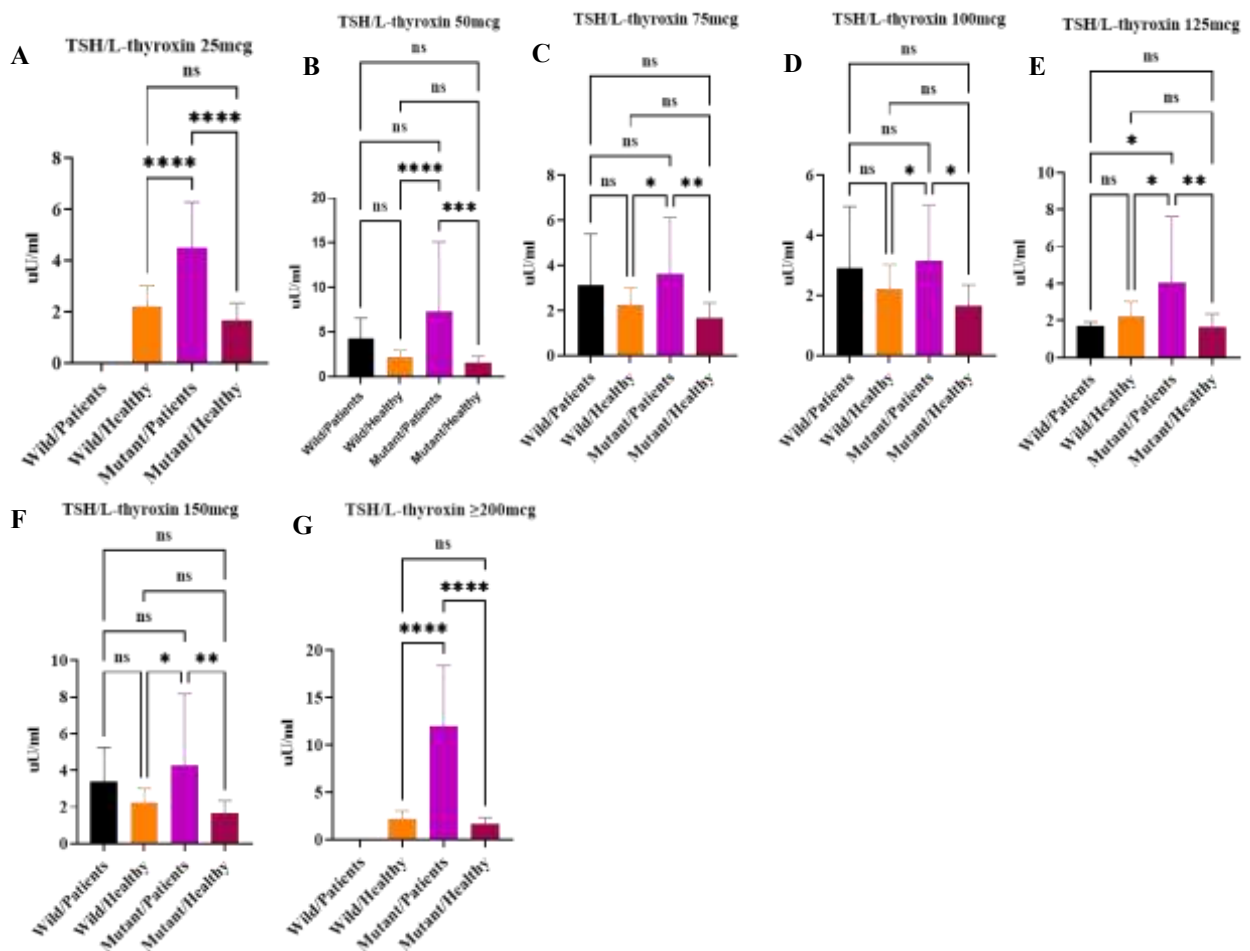 A
TSH/L-thyroxin 25mcg
ns
****
****
uU/ml
8
6
4
2
0
Wild/Patients
Wild/Healthy
Mutant/Patients
Mutant/Healthy
B
TSH/L-thyroxin 50mcg
ns
ns
ns
****
ns
***
uU/ml
20
15
10
5
0
Wild/Patients
Wild/Healthy
Mutant/Patients
Mutant/Healthy
C
TSH/L-thyroxin 75mcg
ns
ns
ns
ns
*
**
uU/ml
8
6
4
2
0
Wild/Patients
Wild/Healthy
Mutant/Patients
Mutant/Healthy
D
TSH/L-thyroxin 100mcg
ns
ns
ns
ns
*
*
uU/ml
6
4
2
0
Wild/Patients
Wild/Healthy
Mutant/Patients
Mutant/Healthy
E
TSH/L-thyroxin 125mcg
ns
ns
*
ns
*
**
uU/ml
10
8
6
4
2
0
Wild/Patients
Wild/Healthy
Mutant/Patients
Mutant/Healthy
F
TSH/L-thyroxin 150mcg
ns
ns
ns
ns
*
**
uU/ml
10
8
6
4
2
0
Wild/Patients
Wild/Healthy
Mutant/Patients
Mutant/Healthy
G
TSH/L-thyroxin ≥200mcg
ns
****
****
uU/ml
20
15
10
5
0
Wild/Patients
Wild/Healthy
Mutant/Patients
Mutant/Healthy